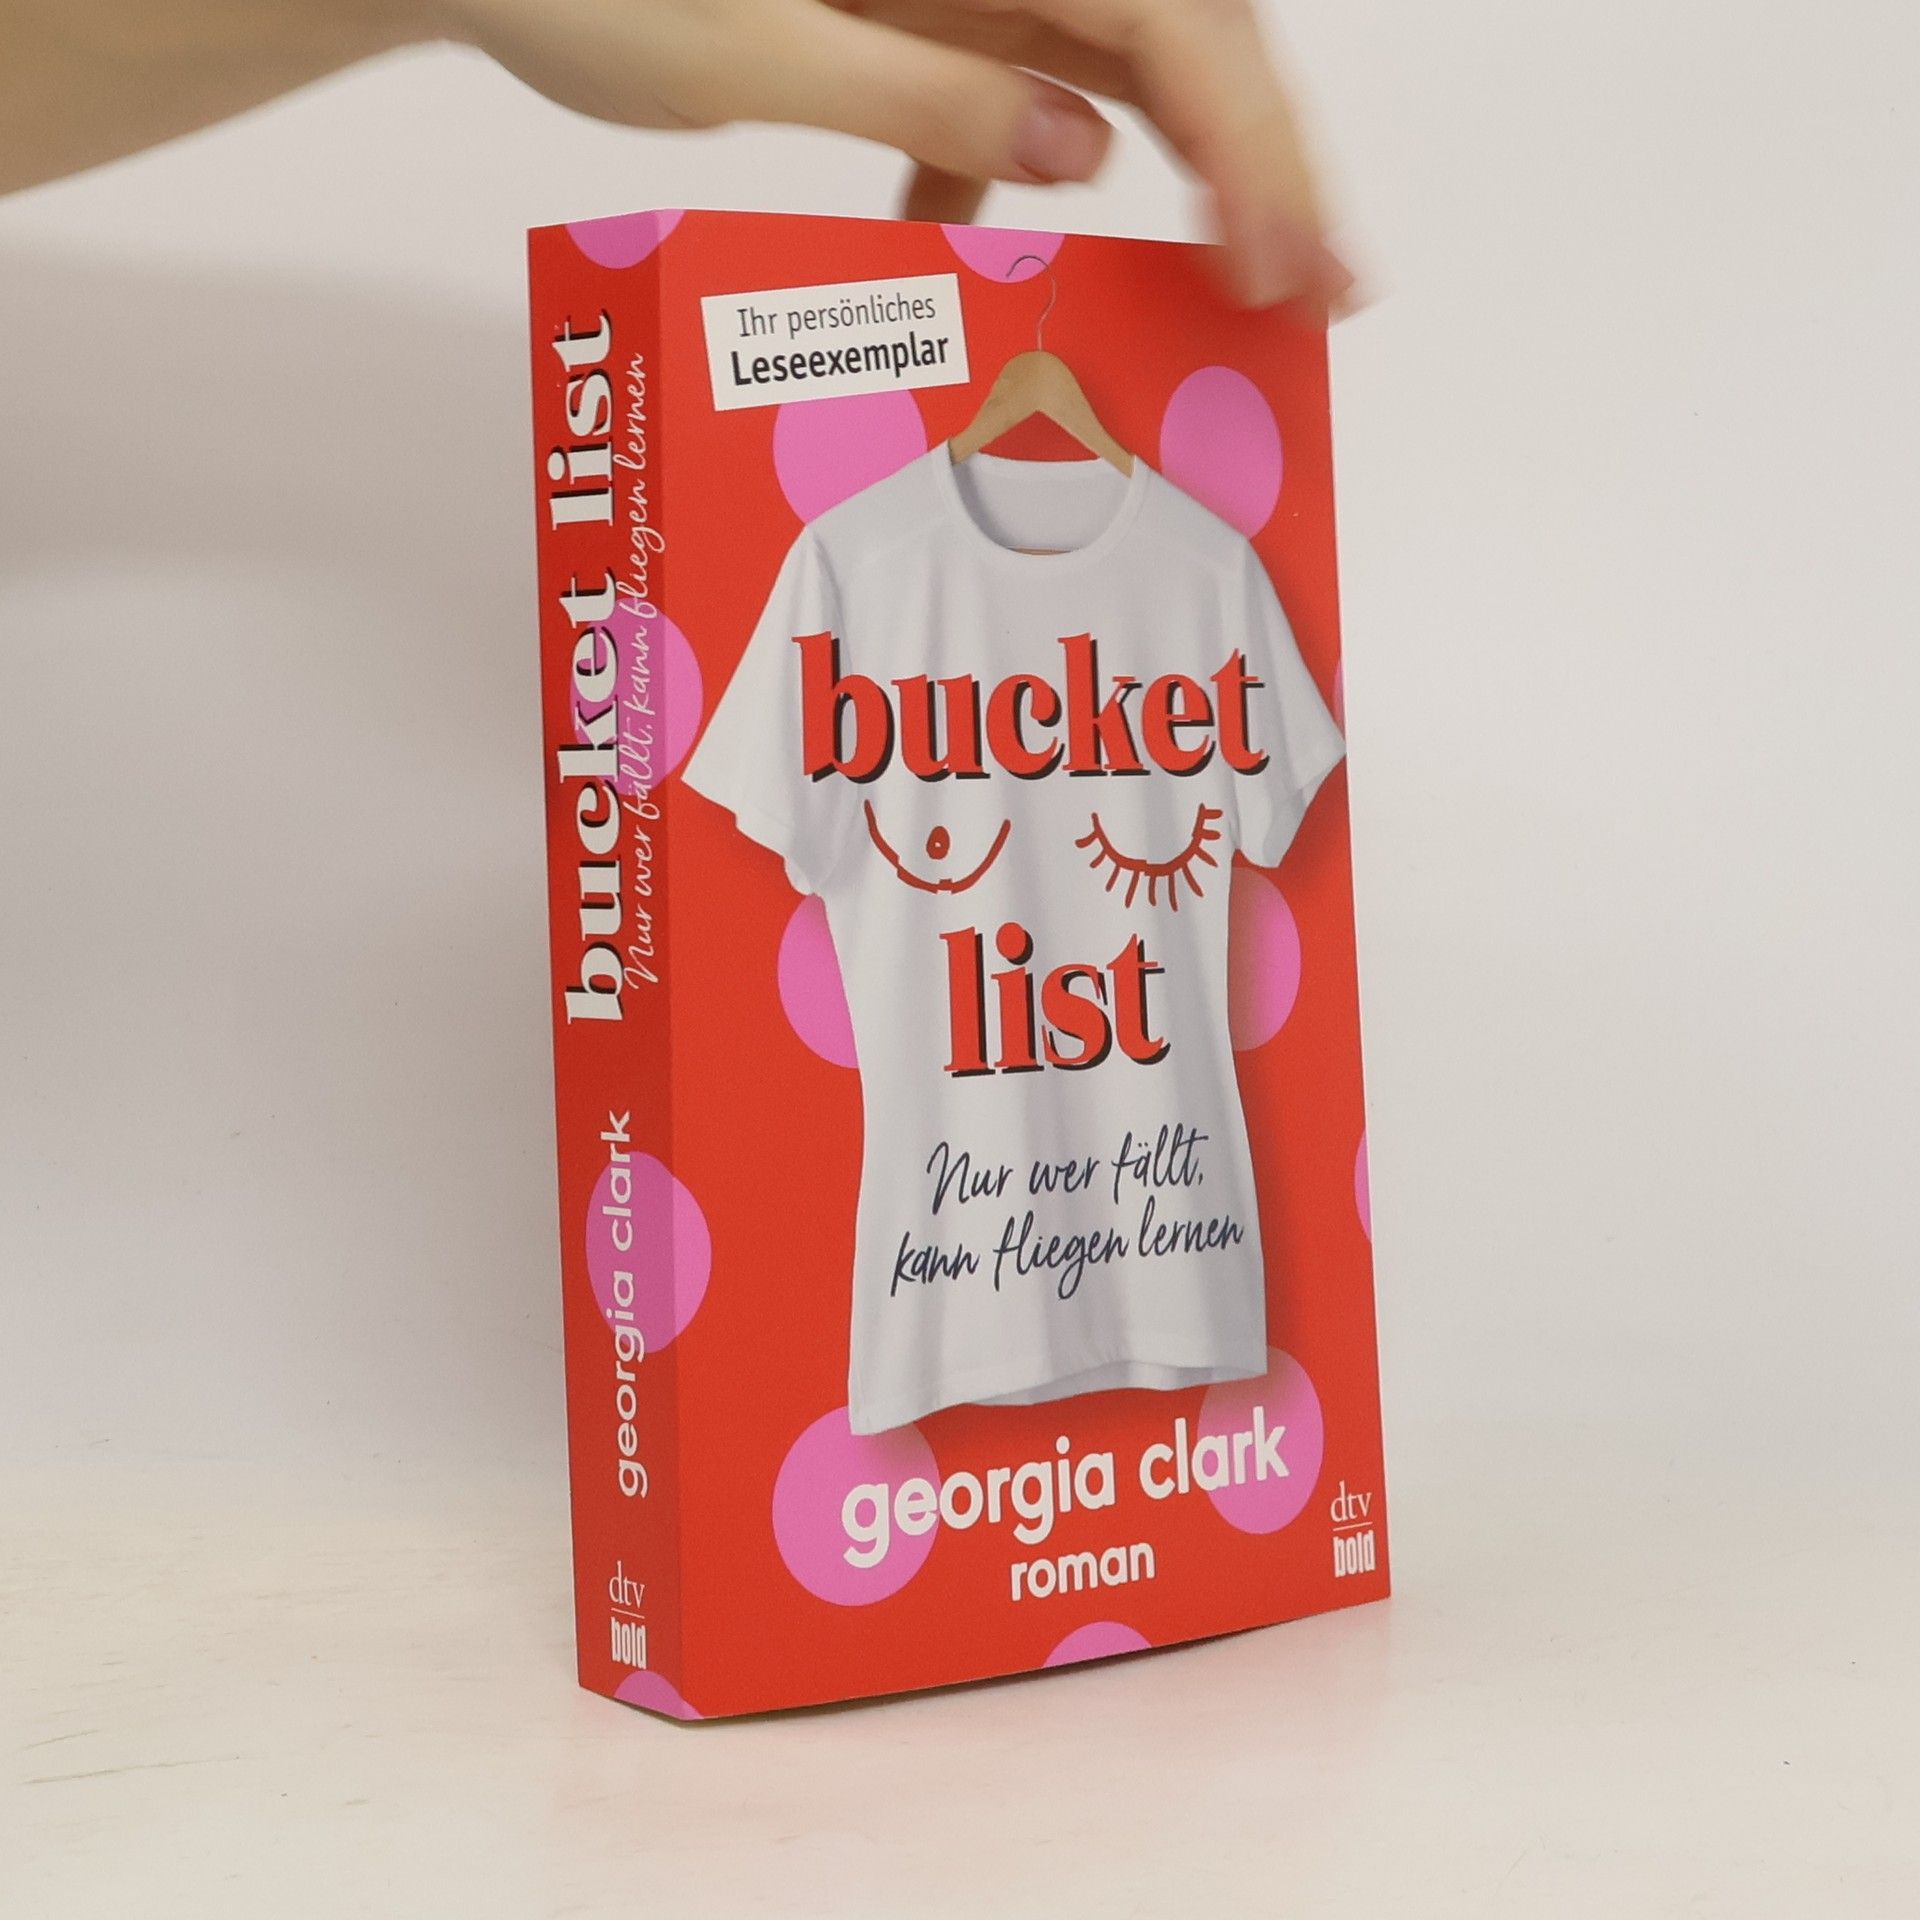 bucket list
Nur wer fällt, kann fliegen lernen
georgia clark
dtv
bold
Ihr persönliches
Leseexemplar
bucket
list
Nur wer fällt,
kann fliegen lernen
georgia clark
roman
dtv
bold